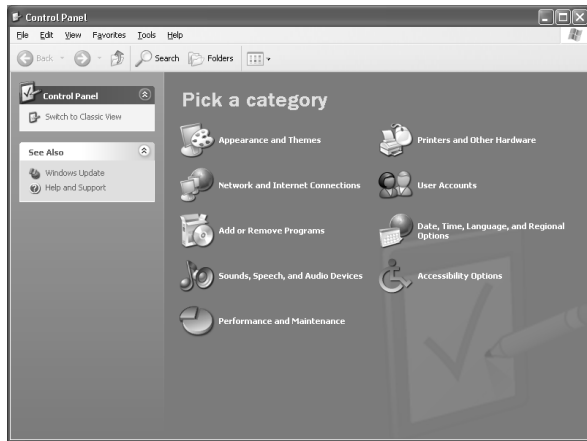 Control Panel
File Edit View Favorites Tools Help
Back Search Folders
Control Panel
Switch to Classic View
See Also
Windows Update
Help and Support
Pick a category
Appearance and Themes
Printers and Other Hardware
Network and Internet Connections
User Accounts
Add or Remove Programs
Date, Time, Language, and Regional
Options
Sounds, Speech, and Audio Devices
Accessibility Options
Performance and Maintenance